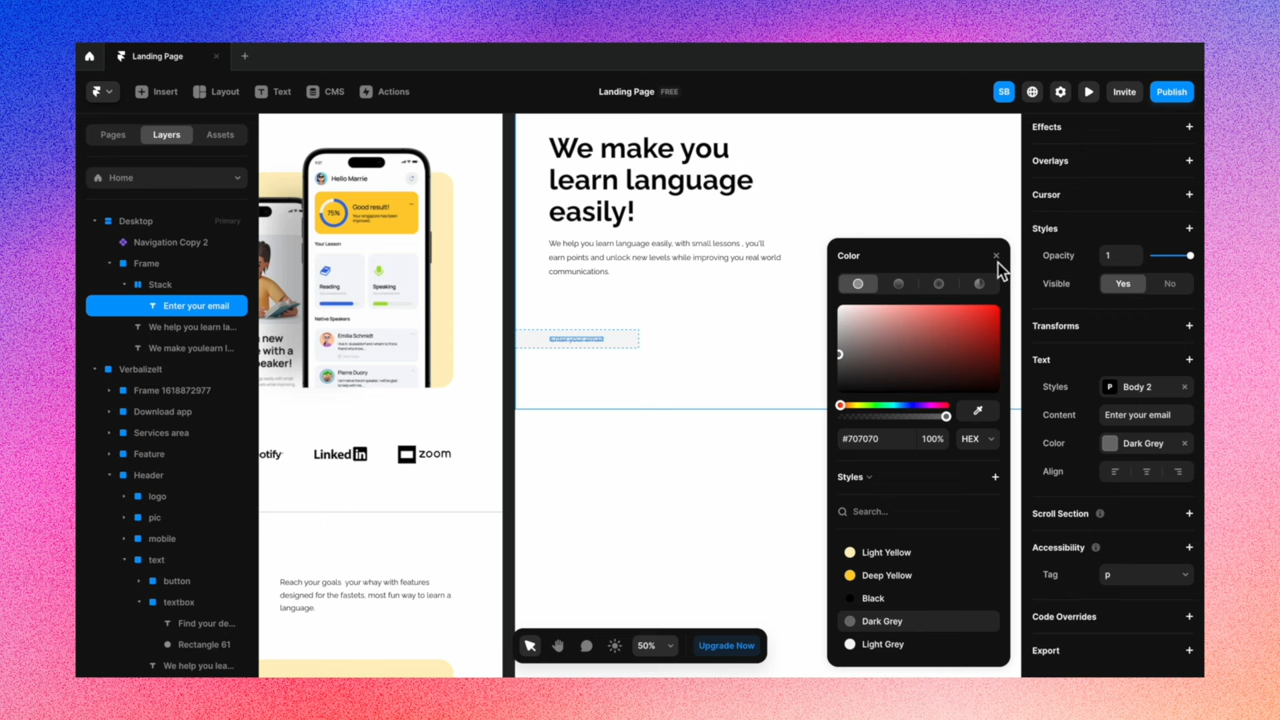 Landing Page
Insert
Layout
Text
CMS
Actions
Landing Page FREE
SB
Invite
Publish
Pages
Layers
Assets
Home
Desktop
Primary
Navigation Copy 2
Frame
Stack
Enter your email
We help you learn la...
We make youlearn l...
VerbalizeIt
Frame 1618872977
Download app
Services area
Feature
Header
logo
pic
mobile
text
button
textbox
Find your de...
Rectangle 61
We help you lea...
Hello Marrie
75%
Good result!
Your Lesson
Reading
Speaking
Native Speakers
Emilia Schmidt
Pierre Duory
n new
e with a
peaker!
otify
Linked in
zoom
Reach your goals your whay with features
designed for the fastets, most fun way to learn a
language.
We make you
learn language
easily!
We help you learn language easily, with small lessons , you'll
earn points and unlock new levels while improving you real world
communications.
Enter your email
50%
Upgrade Now
Color
#707070
100%
HEX
Styles
Search...
Light Yellow
Deep Yellow
Black
Dark Grey
Light Grey
Effects
Overlays
Cursor
Styles
Opacity
1
Visible
Yes
No
Transforms
Text
Styles
P
Body 2
Content
Enter your email
Color
Dark Grey
Align
Scroll Section
Accessibility
Tag
p
Code Overrides
Export